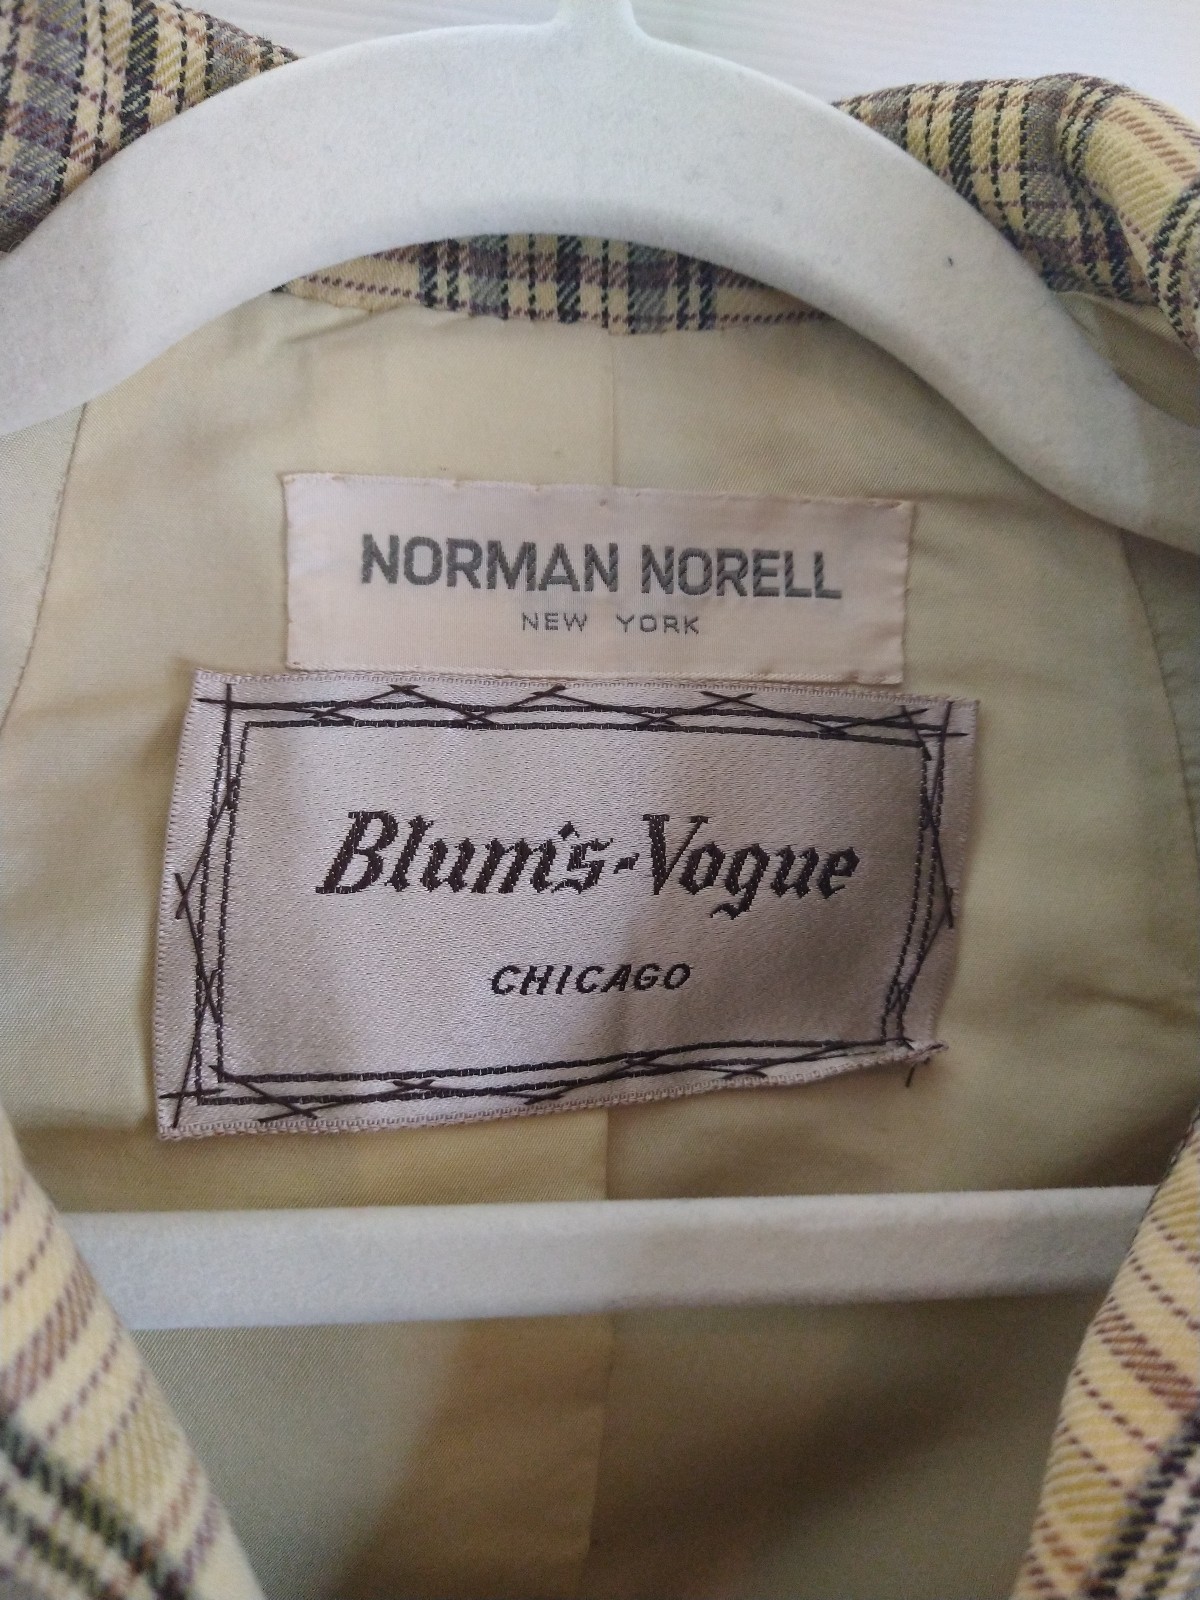 NORMAN NORELL
NEW YORK
Blum's-Vogue
CHICAGO